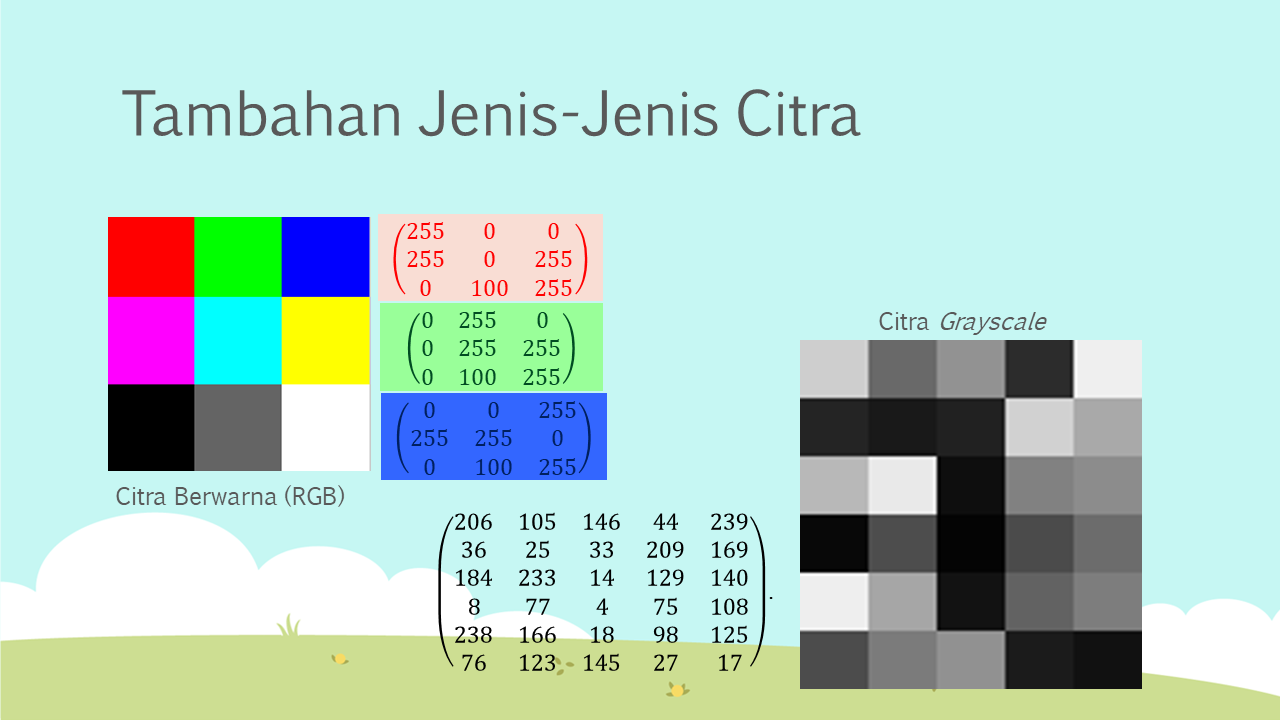 Tambahan Jenis-Jenis Citra
255 0 0
255 0 255
0 100 255
0 255 0
0 255 255
0 100 255
0 0 255
255 255 0
0 100 255
Citra Berwarna (RGB)
Citra Grayscale
206 105 146 44 239
36 25 33 209 169
184 233 14 129 140
8 77 4 75 108
238 166 18 98 125
76 123 145 27 17
.